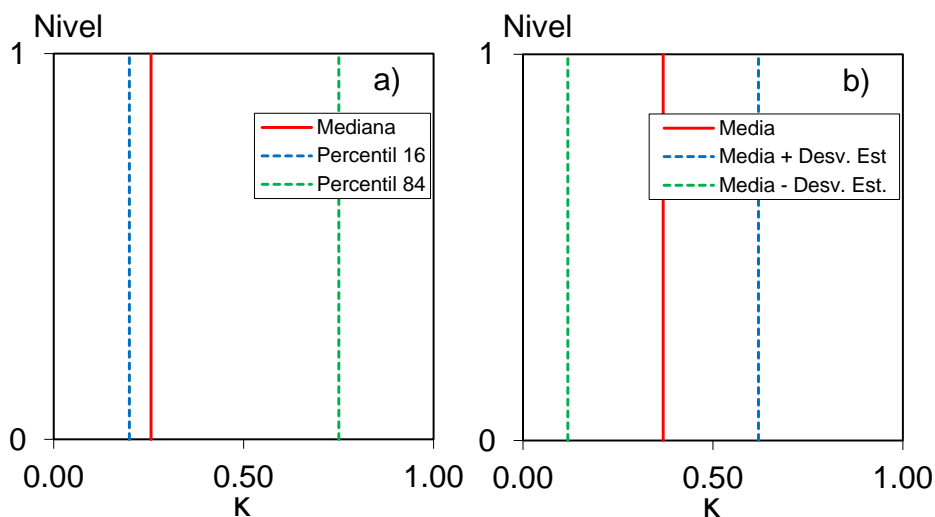 Nivel
1
a)
Mediana
Percentil 16
Percentil 84
0
0.00
0.50
1.00
κ
Nivel
1
b)
Media
Media + Desv. Est
Media - Desv. Est.
0
0.00
0.50
1.00
κ